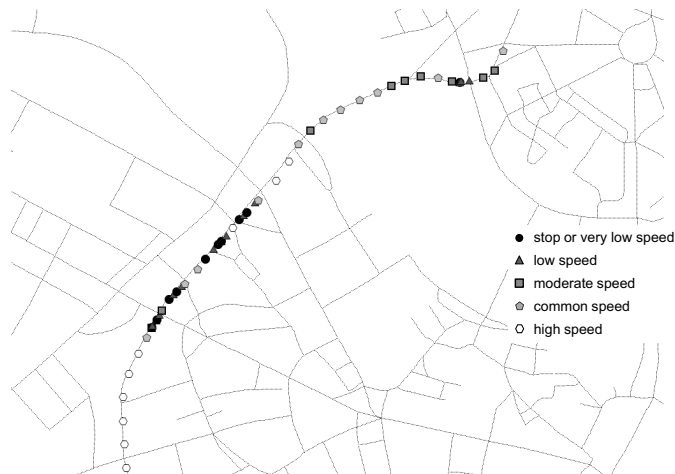 stop or very low speed
low speed
moderate speed
common speed
high speed